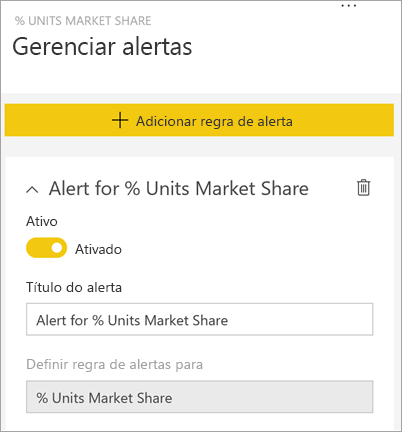 % UNITS MARKET SHARE
Gerenciar alertas
Adicionar regra de alerta
Alert for % Units Market Share
Ativo
Ativado
Título do alerta
Alert for % Units Market Share
Definir regra de alertas para
% Units Market Share